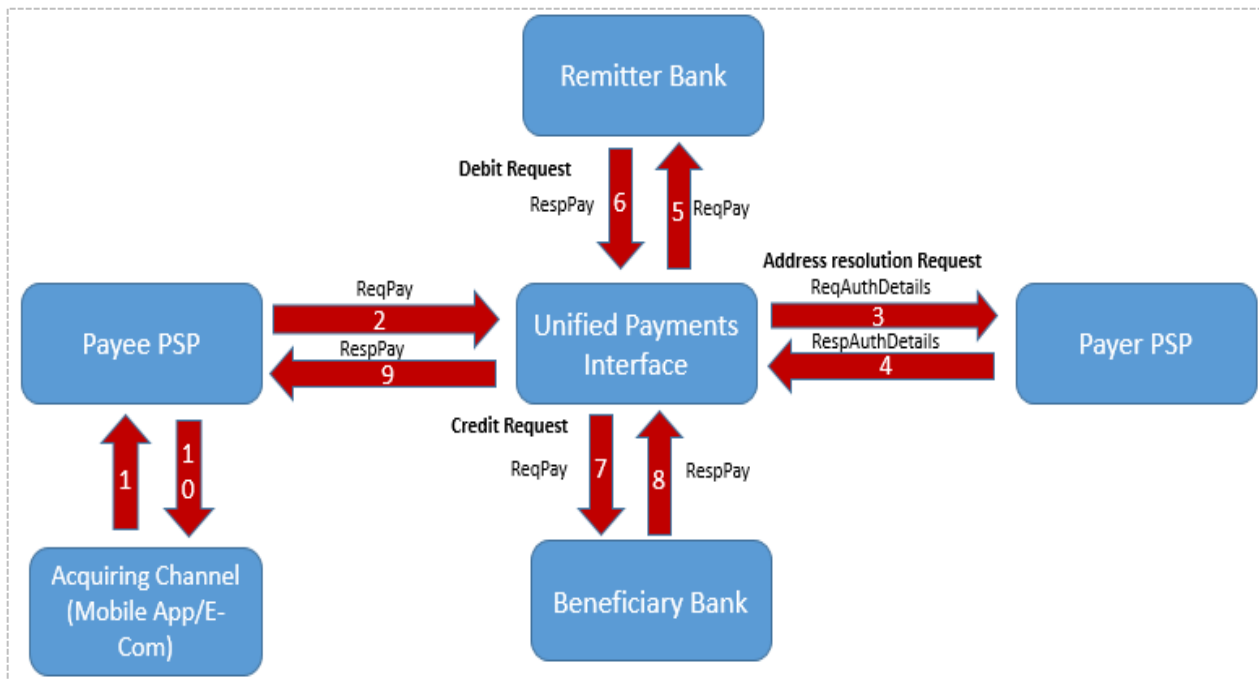 Remitter Bank
Debit Request
RespPay
6
5
ReqPay
Address resolution Request
ReqAuthDetails
3
RespAuthDetails
4
ReqPay
2
RespPay
9
Payee PSP
Unified Payments
Interface
Payer PSP
Credit Request
ReqPay
7
8
RespPay
1
1
0
Acquiring Channel
(Mobile App/E-
Com)
Beneficiary Bank